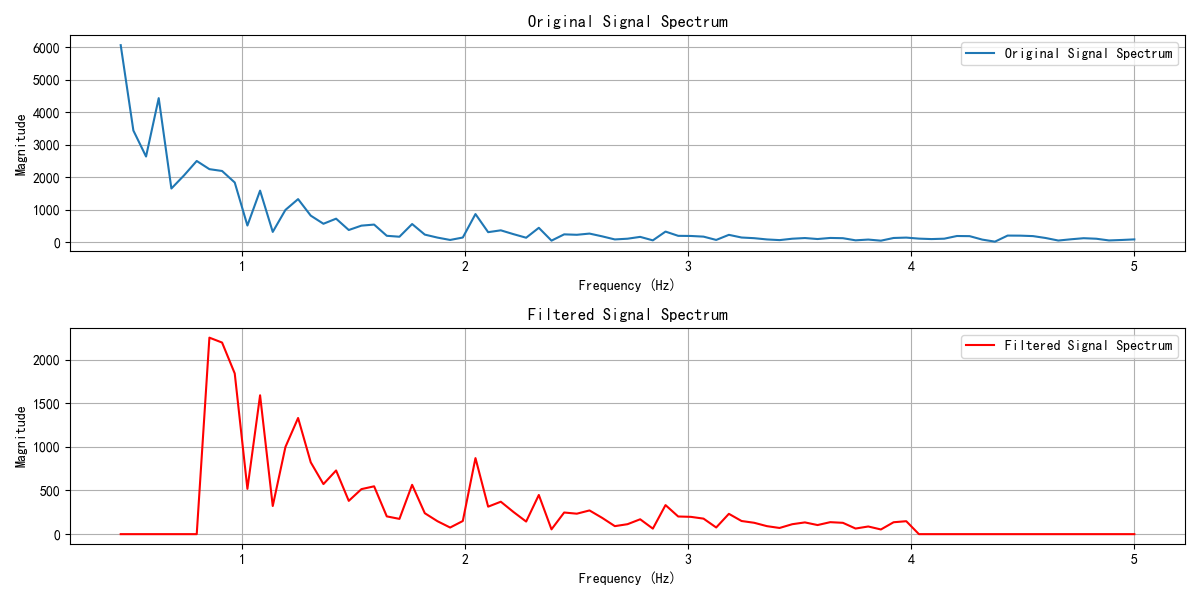 Original Signal Spectrum
6000
5000
4000
3000
2000
1000
0
Magnitude
Original Signal Spectrum
1 2 3 4 5
Frequency (Hz)
Filtered Signal Spectrum
2000
1500
1000
500
0
Magnitude
Filtered Signal Spectrum
1 2 3 4 5
Frequency (Hz)